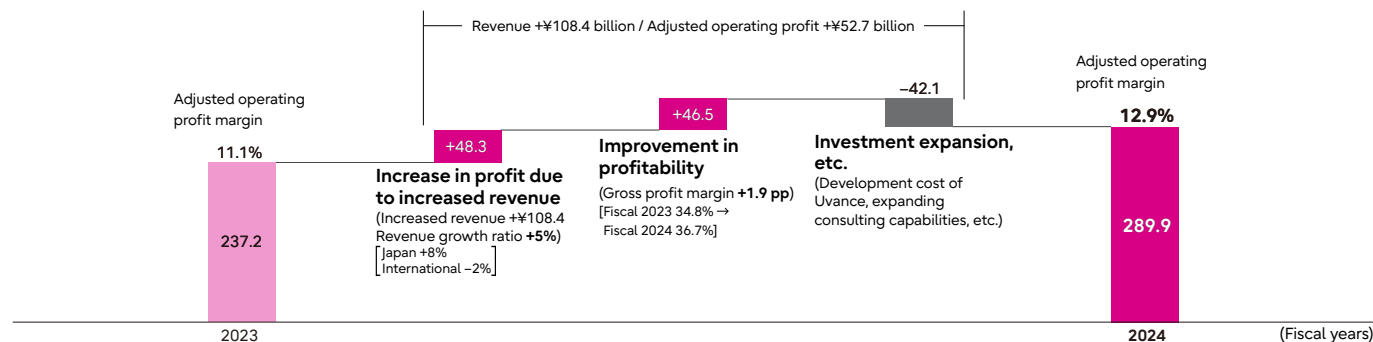 Revenue +¥108.4 billion / Adjusted operating profit +¥52.7 billion
Adjusted operating
profit margin
11.1%
237.2
2023
+48.3
Increase in profit due
to increased revenue
(Increased revenue +¥108.4
Revenue growth ratio +5%)
Japan +8%
International –2%
+46.5
Improvement in
profitability
(Gross profit margin +1.9 pp)
[Fiscal 2023 34.8% →
Fiscal 2024 36.7%]
–42.1
Investment expansion,
etc.
(Development cost of
Uvance, expanding
consulting capabilities, etc.)
Adjusted operating
profit margin
12.9%
289.9
2024
(Fiscal years)